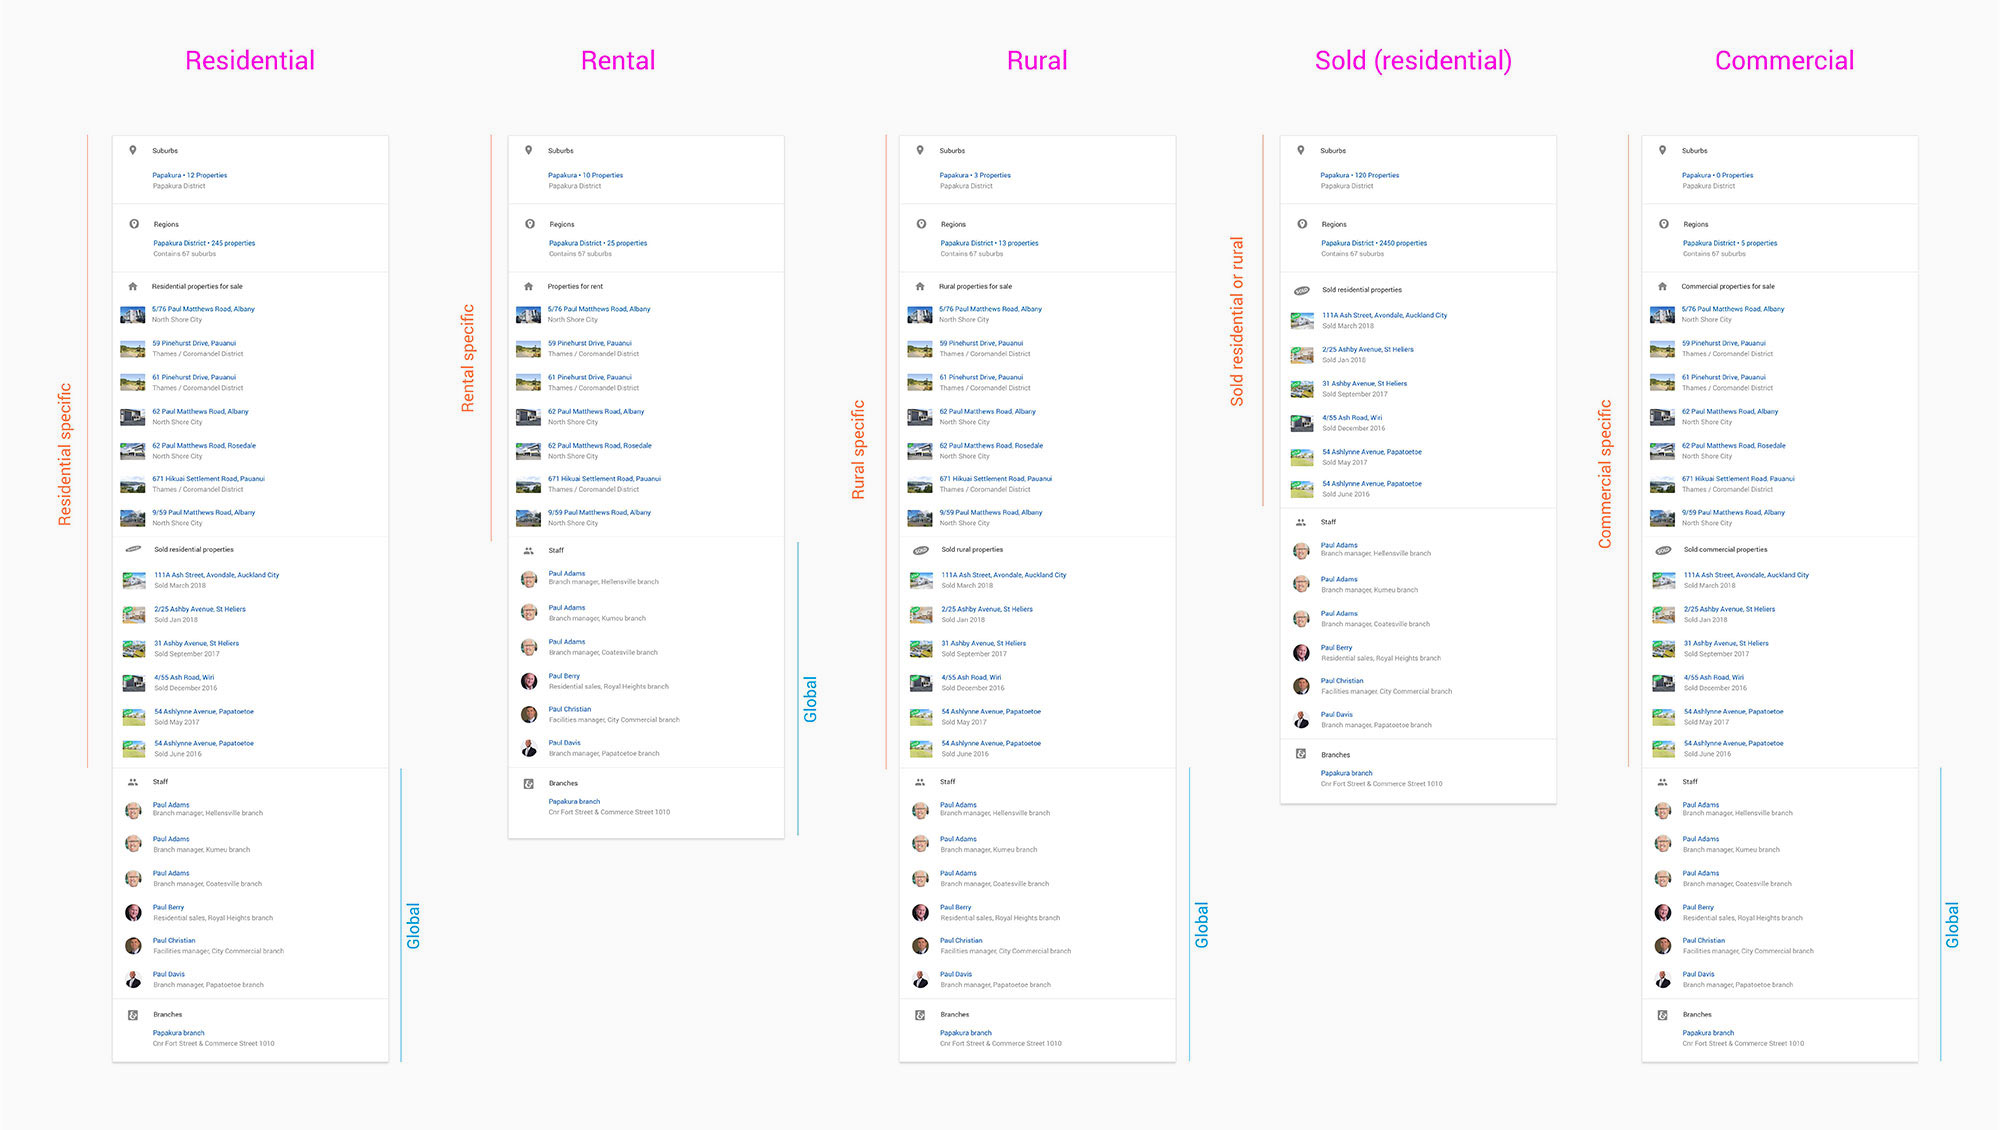 Residential
Residential specific
Suburbs
Papakura • 12 Properties
Papakura District
Regions
Papakura District • 245 properties
Contains 67 suburbs
Residential properties for sale
5/76 Paul Matthews Road, Albany
North Shore City
59 Pinehurst Drive, Pauanui
Thames / Coromandel District
61 Pinehurst Drive, Pauanui
Thames / Coromandel District
62 Paul Matthews Road, Albany
North Shore City
62 Paul Matthews Road, Rosedale
North Shore City
671 Hikuai Settlement Road, Pauanui
Thames / Coromandel District
9/59 Paul Matthews Road, Albany
North Shore City
Sold residential properties
111A Ash Street, Avondale, Auckland City
Sold March 2018
2/25 Ashby Avenue, St Heliers
Sold Jan 2018
31 Ashby Avenue, St Heliers
Sold September 2017
4/55 Ash Road, Wiri
Sold December 2016
54 Ashlynne Avenue, Papatoetoe
Sold May 2017
54 Ashlynne Avenue, Papatoetoe
Sold June 2016
Staff
Paul Adams
Branch manager, Hellensville branch
Paul Adams
Branch manager, Kumeu branch
Paul Adams
Branch manager, Coatesville branch
Paul Berry
Residential sales, Royal Heights branch
Paul Christian
Facilities manager, City Commercial branch
Paul Davis
Branch manager, Papatoetoe branch
Branches
Papakura branch
Cnr Fort Street & Commerce Street 1010
Global
Rental
Rental specific
Suburbs
Papakura • 10 Properties
Papakura District
Regions
Papakura District • 25 properties
Contains 67 suburbs
Properties for rent
5/76 Paul Matthews Road, Albany
North Shore City
59 Pinehurst Drive, Pauanui
Thames / Coromandel District
61 Pinehurst Drive, Pauanui
Thames / Coromandel District
62 Paul Matthews Road, Albany
North Shore City
62 Paul Matthews Road, Rosedale
North Shore City
671 Hikuai Settlement Road, Pauanui
Thames / Coromandel District
9/59 Paul Matthews Road, Albany
North Shore City
Staff
Paul Adams
Branch manager, Hellensville branch
Paul Adams
Branch manager, Kumeu branch
Paul Adams
Branch manager, Coatesville branch
Paul Berry
Residential sales, Royal Heights branch
Paul Christian
Facilities manager, City Commercial branch
Paul Davis
Branch manager, Papatoetoe branch
Branches
Papakura branch
Cnr Fort Street & Commerce Street 1010
Global
Rural
Rural specific
Suburbs
Papakura • 3 Properties
Papakura District
Regions
Papakura District • 13 properties
Contains 67 suburbs
Rural properties for sale
5/76 Paul Matthews Road, Albany
North Shore City
59 Pinehurst Drive, Pauanui
Thames / Coromandel District
61 Pinehurst Drive, Pauanui
Thames / Coromandel District
62 Paul Matthews Road, Albany
North Shore City
62 Paul Matthews Road, Rosedale
North Shore City
671 Hikuai Settlement Road, Pauanui
Thames / Coromandel District
9/59 Paul Matthews Road, Albany
North Shore City
SOLD
Sold rural properties
111A Ash Street, Avondale, Auckland City
Sold March 2018
2/25 Ashby Avenue, St Heliers
Sold Jan 2018
31 Ashby Avenue, St Heliers
Sold September 2017
4/55 Ash Road, Wiri
Sold December 2016
54 Ashlynne Avenue, Papatoetoe
Sold May 2017
54 Ashlynne Avenue, Papatoetoe
Sold June 2016
Staff
Paul Adams
Branch manager, Hellensville branch
Paul Adams
Branch manager, Kumeu branch
Paul Adams
Branch manager, Coatesville branch
Paul Berry
Residential sales, Royal Heights branch
Paul Christian
Facilities manager, City Commercial branch
Paul Davis
Branch manager, Papatoetoe branch
Branches
Papakura branch
Cnr Fort Street & Commerce Street 1010
Global
Sold (residential)
Sold residential or rural
Suburbs
Papakura • 120 Properties
Papakura District
Regions
Papakura District • 2450 properties
Contains 67 suburbs
SOLD
Sold residential properties
111A Ash Street, Avondale, Auckland City
Sold March 2018
2/25 Ashby Avenue, St Heliers
Sold Jan 2018
31 Ashby Avenue, St Heliers
Sold September 2017
4/55 Ash Road, Wiri
Sold December 2016
54 Ashlynne Avenue, Papatoetoe
Sold May 2017
54 Ashlynne Avenue, Papatoetoe
Sold June 2016
Staff
Paul Adams
Branch manager, Hellensville branch
Paul Adams
Branch manager, Kumeu branch
Paul Adams
Branch manager, Coatesville branch
Paul Berry
Residential sales, Royal Heights branch
Paul Christian
Facilities manager, City Commercial branch
Paul Davis
Branch manager, Papatoetoe branch
Branches
Papakura branch
Cnr Fort Street & Commerce Street 1010
Commercial
Commercial specific
Suburbs
Papakura • 0 Properties
Papakura District
Regions
Papakura District • 5 properties
Contains 67 suburbs
Commercial properties for sale
5/76 Paul Matthews Road, Albany
North Shore City
59 Pinehurst Drive, Pauanui
Thames / Coromandel District
61 Pinehurst Drive, Pauanui
Thames / Coromandel District
62 Paul Matthews Road, Albany
North Shore City
62 Paul Matthews Road, Rosedale
North Shore City
671 Hikuai Settlement Road, Pauanui
Thames / Coromandel District
9/59 Paul Matthews Road, Albany
North Shore City
SOLD
Sold commercial properties
111A Ash Street, Avondale, Auckland City
Sold March 2018
2/25 Ashby Avenue, St Heliers
Sold Jan 2018
31 Ashby Avenue, St Heliers
Sold September 2017
4/55 Ash Road, Wiri
Sold December 2016
54 Ashlynne Avenue, Papatoetoe
Sold May 2017
54 Ashlynne Avenue, Papatoetoe
Sold June 2016
Staff
Paul Adams
Branch manager, Hellensville branch
Paul Adams
Branch manager, Kumeu branch
Paul Adams
Branch manager, Coatesville branch
Paul Berry
Residential sales, Royal Heights branch
Paul Christian
Facilities manager, City Commercial branch
Paul Davis
Branch manager, Papatoetoe branch
Branches
Papakura branch
Cnr Fort Street & Commerce Street 1010
Global